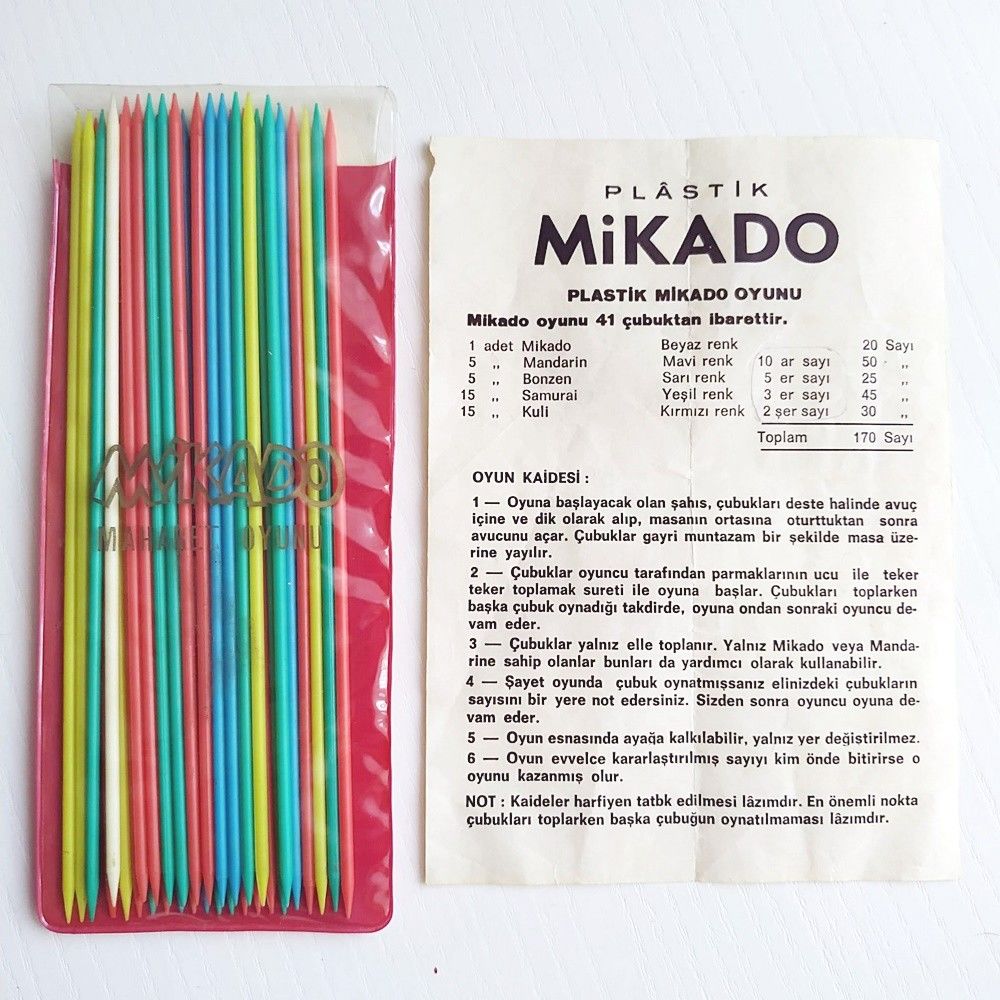 MİKADO
MAHARET OYUNU
PLÂSTİK
MiKADO
PLASTİK MİKADO OYUNU
Mikado oyunu 41 çubuktan ibarettir.
1 adet Mikado Beyaz renk 20 Sayı
5 ,, Mandarin Mavi renk 10 ar sayı 50 ,,
5 ,, Bonzen Sarı renk 5 er sayı 25 ,,
15 ,, Samurai Yeşil renk 3 er sayı 45 ,,
15 ,, Kuli Kırmızı renk 2 şer sayı 30 ,,
Toplam 170 Sayı
OYUN KAİDESİ :
1 — Oyuna başlayacak olan şahıs, çubukları deste halinde avuç
içine ve dik olarak alıp, masanın ortasına oturttuktan sonra
avucunu açar. Çubuklar gayri muntazam bir şekilde masa üze-
rine yayılır.
2 — Çubuklar oyuncu tarafından parmaklarının ucu ile teker
teker toplamak sureti ile oyuna başlar. Çubukları toplarken
başka çubuk oynadığı takdirde, oyuna ondan sonraki oyuncu de-
vam eder.
3 — Çubuklar yalnız elle toplanır. Yalnız Mikado veya Manda-
rine sahip olanlar bunları da yardımcı olarak kullanabilir.
4 — Şayet oyunda çubuk oynatmışsanız elinizdeki çubukların
sayısını bir yere not edersiniz. Sizden sonra oyuncu oyuna de-
vam eder.
5 — Oyun esnasında ayağa kalkılabilir, yalnız yer değiştirilmez.
6 — Oyun evvelce kararlaştırılmış sayıyı kim önde bitirirse o
oyunu kazanmış olur.
NOT : Kaideler harfiyen tatbk edilmesi lâzımdır. En önemli nokta
çubukları toplarken başka çubuğun oynatılmaması lâzımdır.